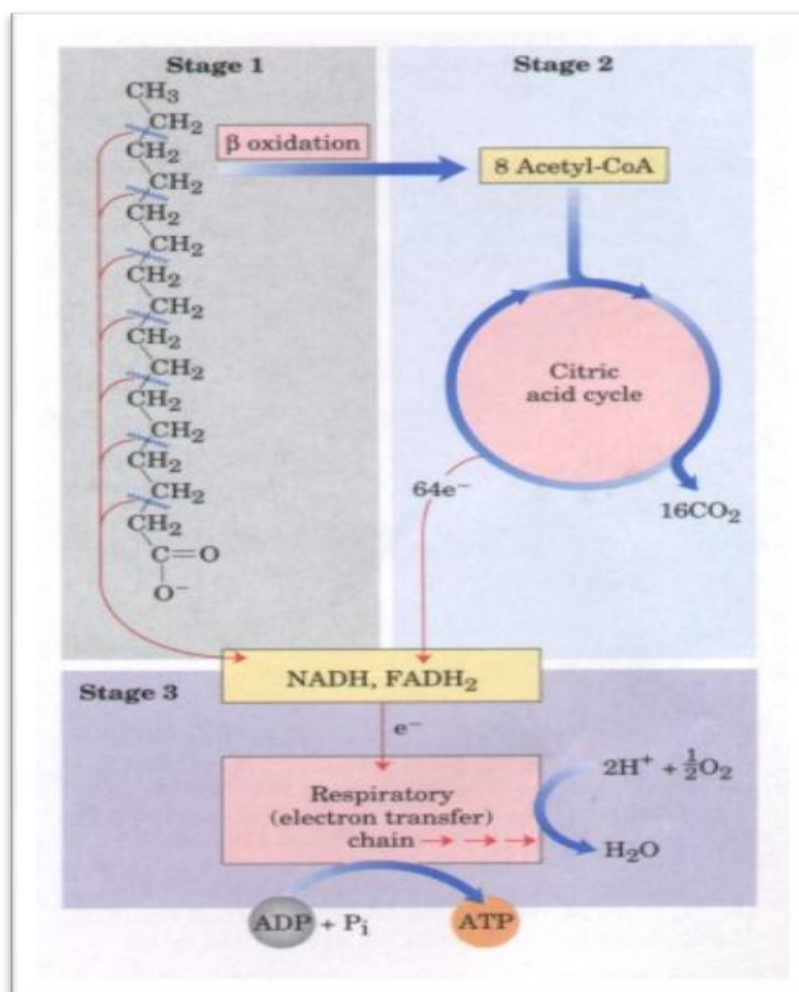 Stage 1
CH₃
CH₂
CH₂
CH₂
CH₂
CH₂
CH₂
CH₂
CH₂
CH₂
CH₂
CH₂
CH₂
CH₂
CH₂
C=O
O⁻
β oxidation
Stage 2
8 Acetyl-CoA
Citric
acid cycle
64e⁻
16CO₂
NADH, FADH₂
Stage 3
e⁻
Respiratory
(electron transfer)
chain
2H⁺ + ½O₂
H₂O
ADP + Pᵢ
ATP